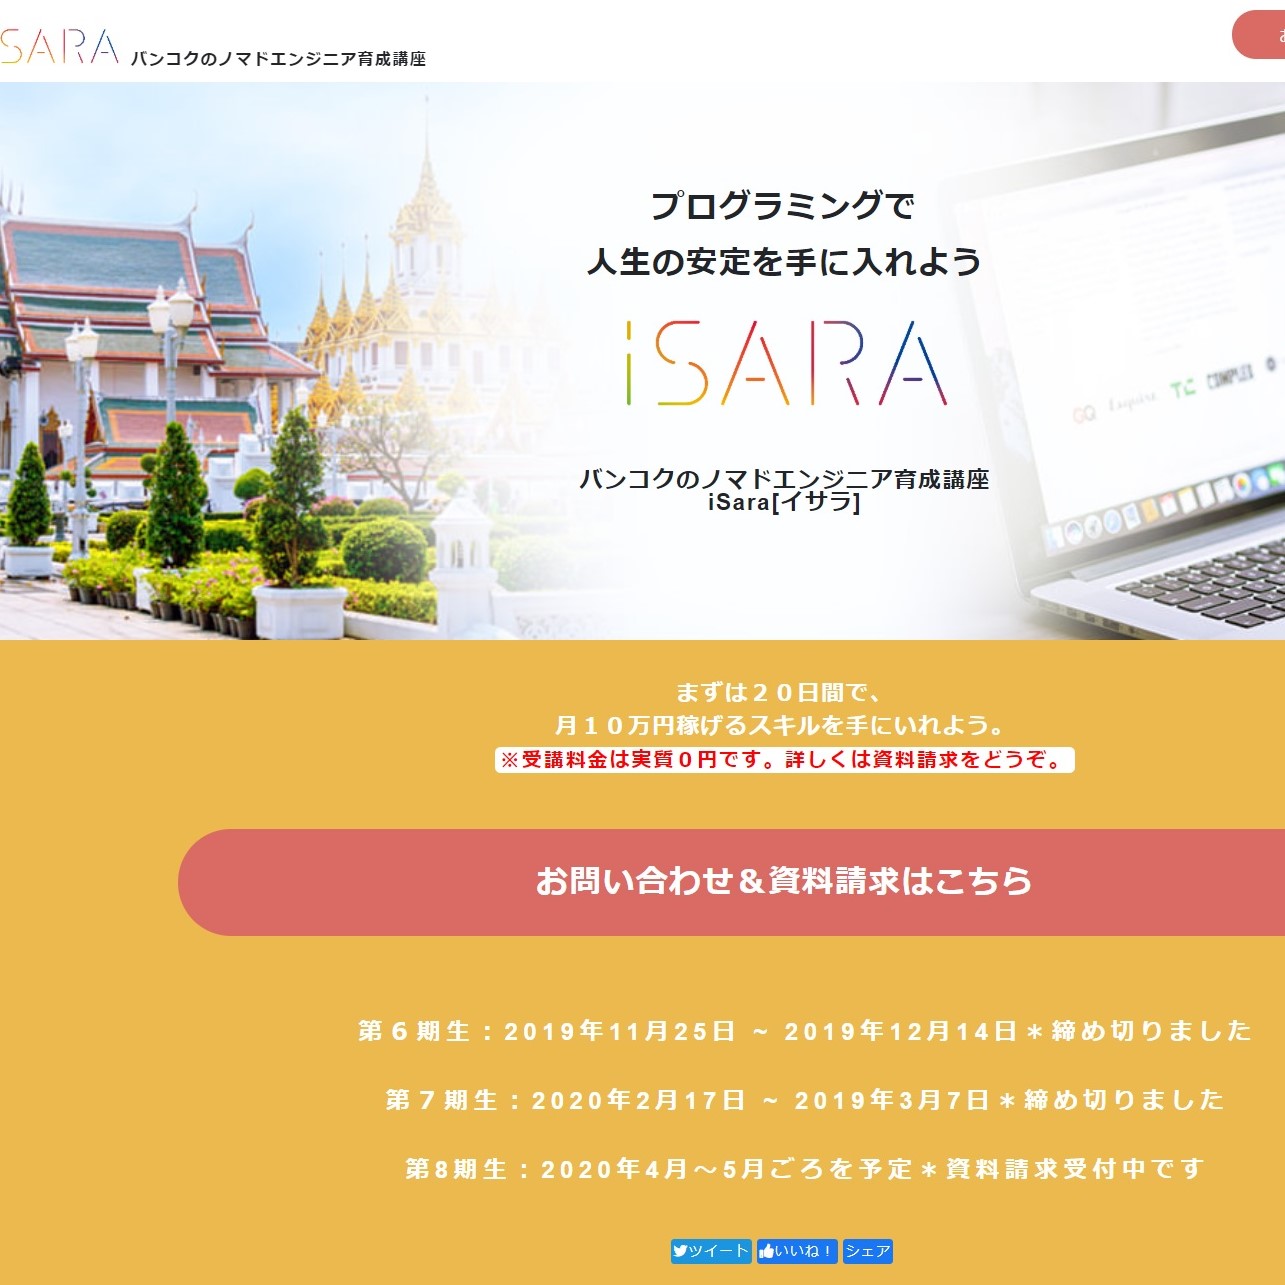 SARA バンコクのノマドエンジニア育成講座
お
プログラミングで
人生の安定を手に入れよう
iSARA
GQ Esquire TC COMPLEX
バンコクのノマドエンジニア育成講座
iSara[イサラ]
まずは２０日間で、
月１０万円稼げるスキルを手にいれよう。
※受講料金は実質０円です。詳しくは資料請求をどうぞ。
お問い合わせ＆資料請求はこちら
第６期生：2019年11月25日 ~ 2019年12月14日＊締め切りました
第７期生：2020年2月17日 ~ 2019年3月7日＊締め切りました
第8期生：2020年4月〜5月ごろを予定＊資料請求受付中です
ツイート いいね！ シェア